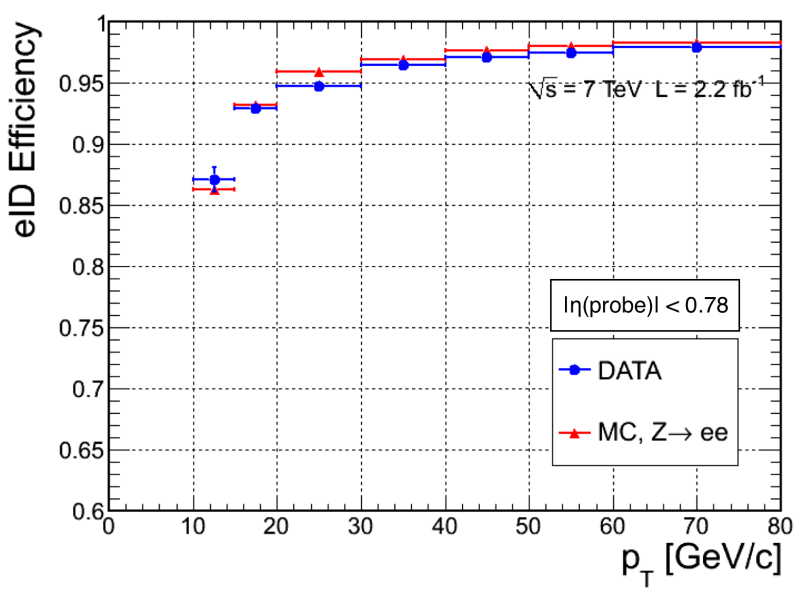 eID Efficiency
1
0.95
0.9
0.85
0.8
0.75
0.7
0.65
0.6
√s = 7 TeV L = 2.2 fb⁻¹
|η(probe)| < 0.78
DATA
MC, Z→ ee
0 10 20 30 40 50 60 70 80
p_T [GeV/c]